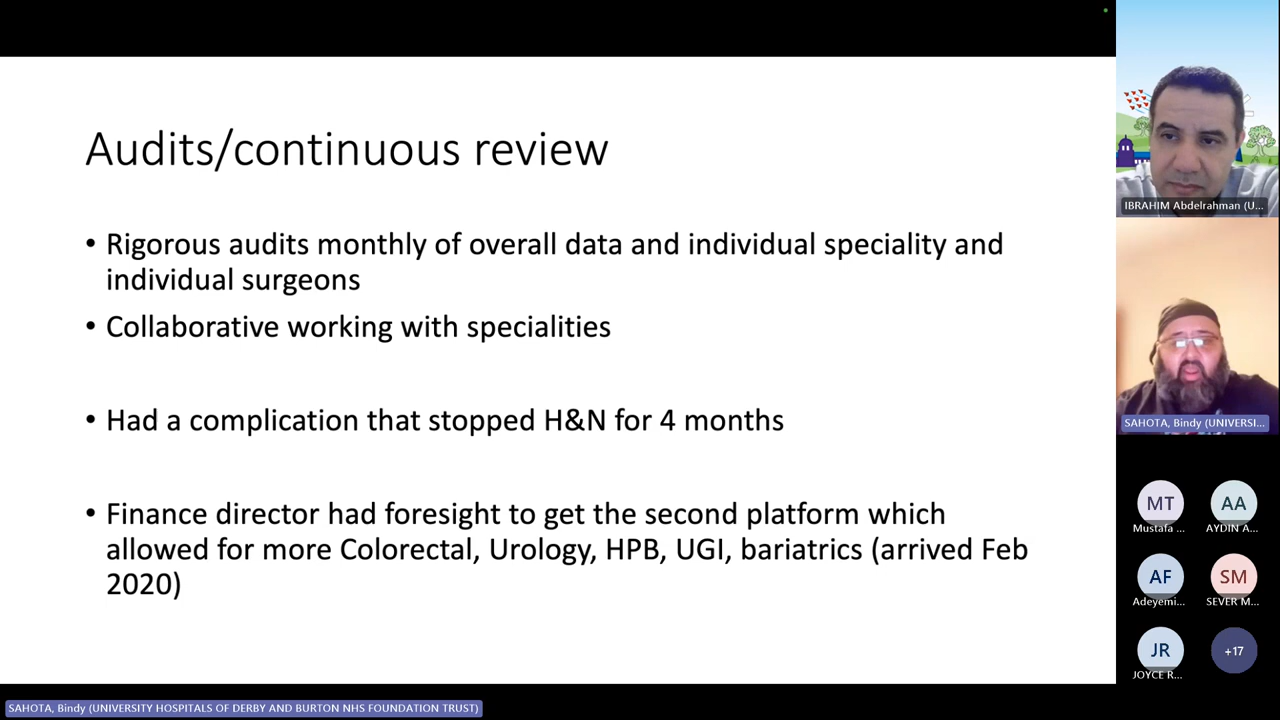 Audits/continuous review
• Rigorous audits monthly of overall data and individual speciality and
individual surgeons
• Collaborative working with specialities
• Had a complication that stopped H&N for 4 months
• Finance director had foresight to get the second platform which
allowed for more Colorectal, Urology, HPB, UGI, bariatrics (arrived Feb
2020)
IBRAHIM Abdelrahman (U...
SAHOTA, Bindy (UNIVERSI...
MT
Mustafa ...
AA
AYDIN A...
AF
Adeyemi...
SM
SEVER M...
JR
JOYCE R...
+17
SAHOTA, Bindy (UNIVERSITY HOSPITALS OF DERBY AND BURTON NHS FOUNDATION TRUST)